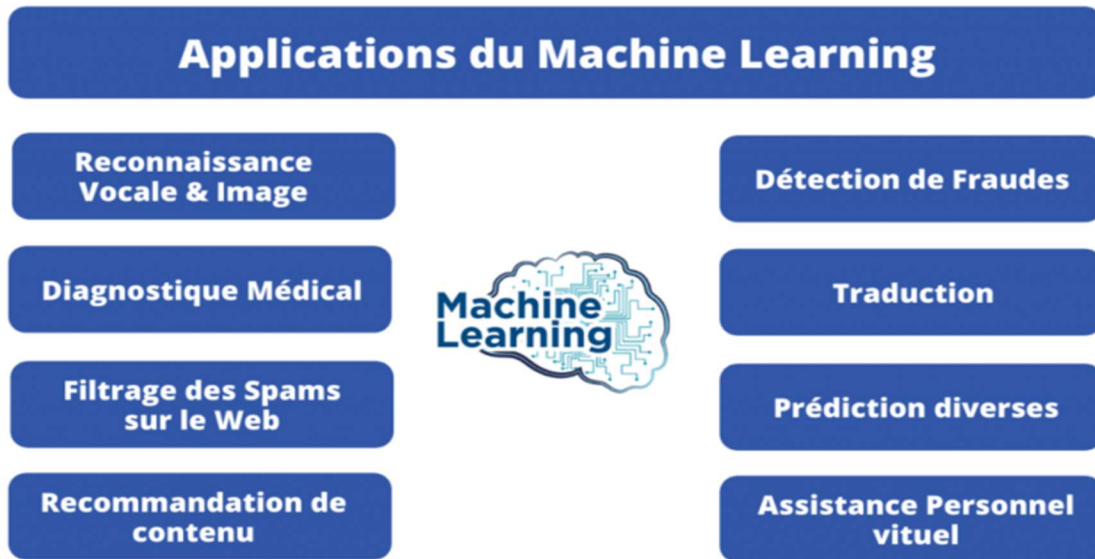 Applications du Machine Learning
Reconnaissance
Vocale & Image
Diagnostique Médical
Filtrage des Spams
sur le Web
Recommandation de
contenu
Machine
Learning
Détection de Fraudes
Traduction
Prédiction diverses
Assistance Personnel
vituel